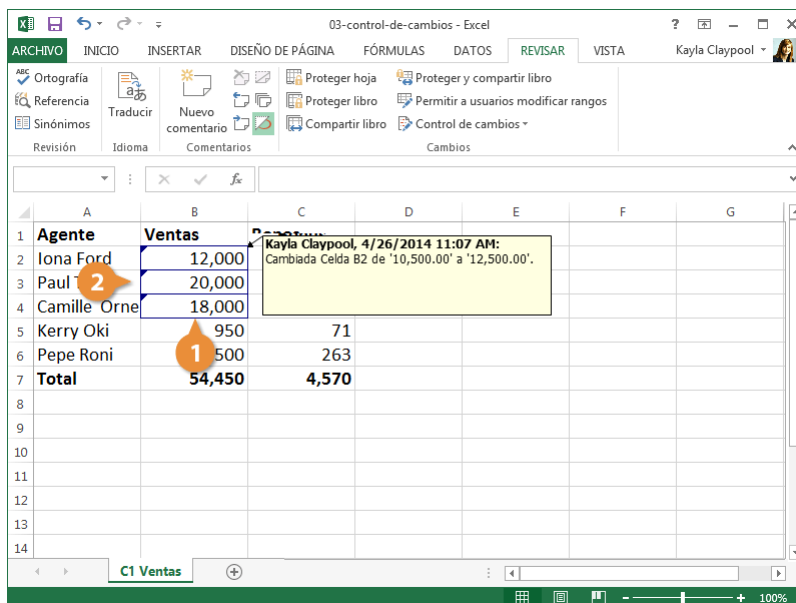 03-control-de-cambios - Excel ?
ARCHIVO INICIO INSERTAR DISEÑO DE PÁGINA FÓRMULAS DATOS REVISAR VISTA Kayla Claypool
ABC Ortografía
Referencia
Sinónimos
Revisión
Traducir
Idioma
Nuevo
comentario
Comentarios
Proteger hoja
Proteger libro
Compartir libro
Proteger y compartir libro
Permitir a usuarios modificar rangos
Control de cambios
Cambios
fx
A B C D E F G
1 Agente Ventas
Kayla Claypool, 4/26/2014 11:07 AM:
Cambiada Celda B2 de '10,500.00' a '12,500.00'.
2 Iona Ford 12,000
3 Paul 20,000
2
4 Camille Orne 18,000
5 Kerry Oki 950 71
1
6 Pepe Roni 500 263
7 Total 54,450 4,570
8
9
10
11
12
13
14
C1 Ventas
100%